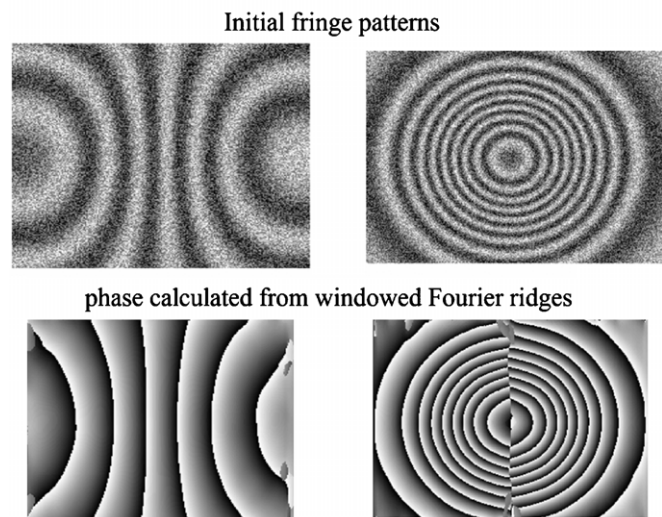 Initial fringe patterns
phase calculated from windowed Fourier ridges